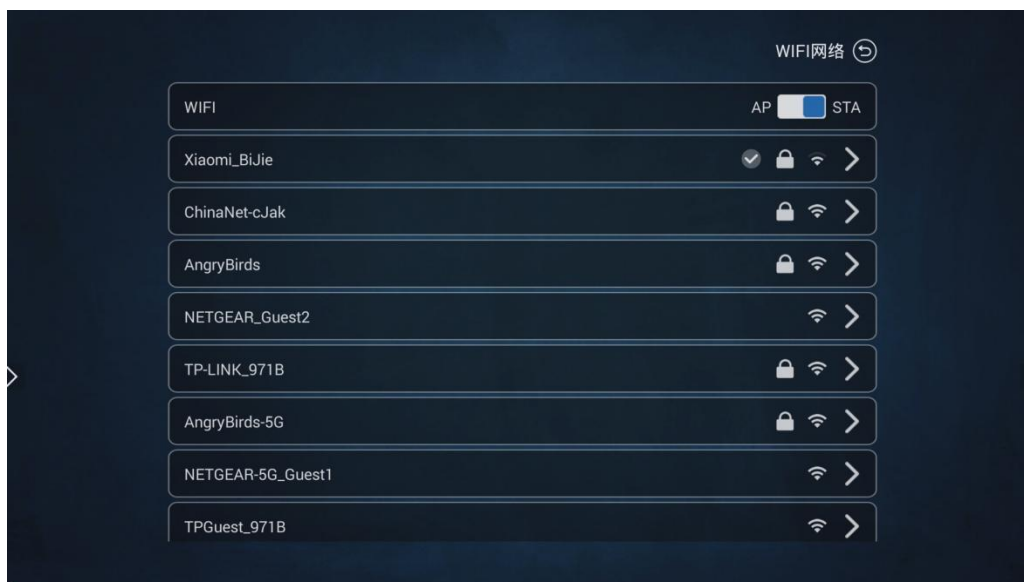 WIFI网络
WIFI AP STA
Xiaomi_BiJie
ChinaNet-cJak
AngryBirds
NETGEAR_Guest2
TP-LINK_971B
AngryBirds-5G
NETGEAR-5G_Guest1
TPGuest_971B